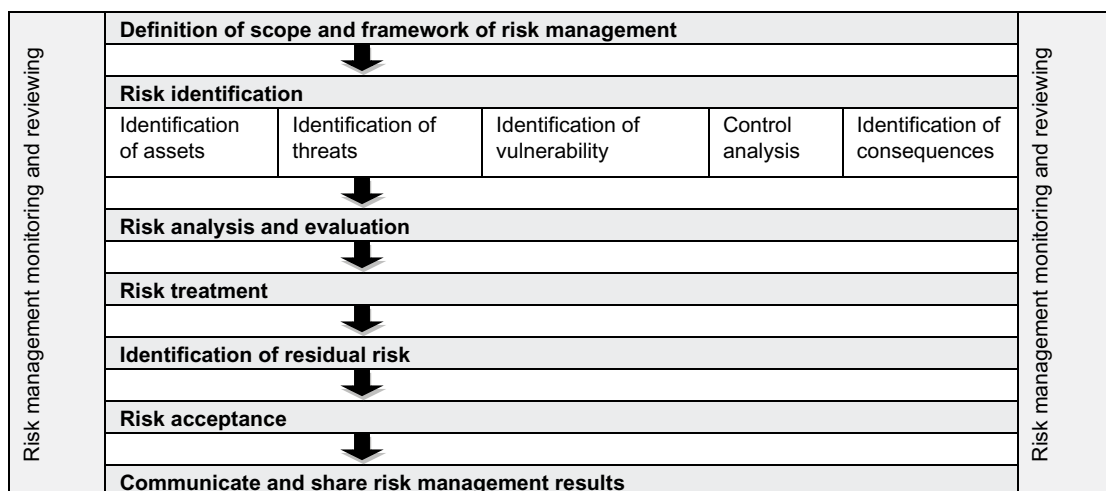 Risk management monitoring and reviewing
Definition of scope and framework of risk management
Risk identification
Identification
of assets
Identification of
threats
Identification of
vulnerability
Control
analysis
Identification of
consequences
Risk analysis and evaluation
Risk treatment
Identification of residual risk
Risk acceptance
Communicate and share risk management results
Risk management monitoring and reviewing